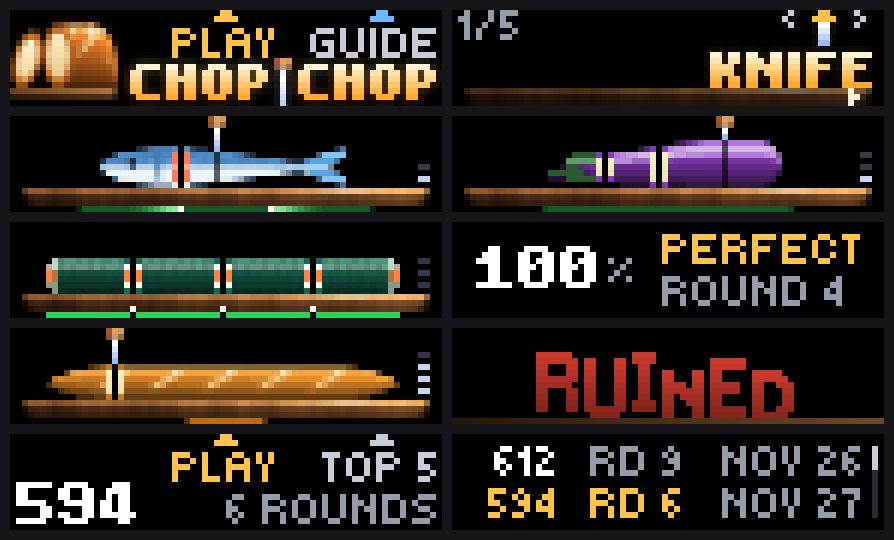 PLAY GUIDE
CHOP CHOP
1/5 < >
KNIFE
100% PERFECT
ROUND 4
RUINED
PLAY TOP 5
594 6 ROUNDS
612 RD 9 NOV 26
594 RD 6 NOV 27